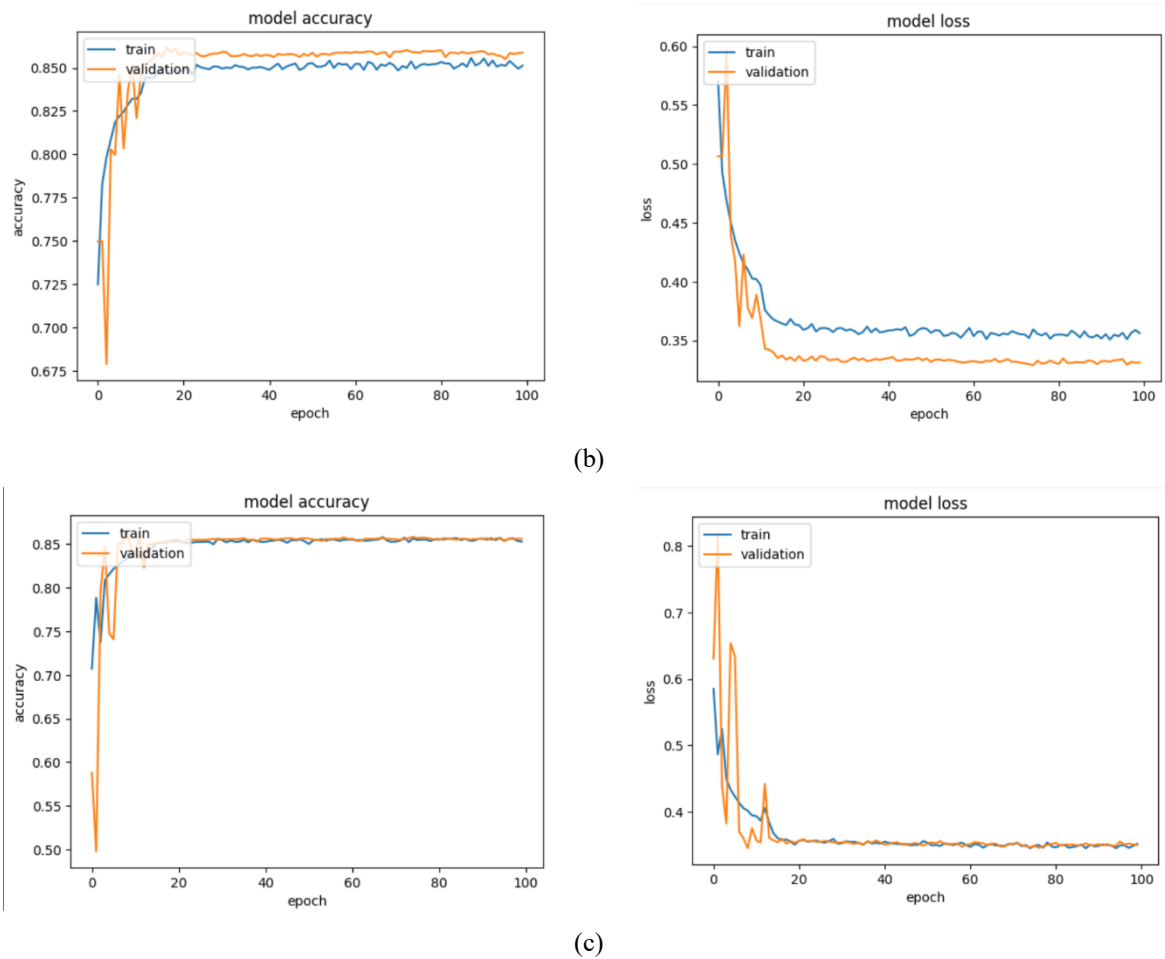 model accuracy
train
validation
0.850
0.825
0.800
0.775
0.750
0.725
0.700
0.675
accuracy
0 20 40 60 80 100
epoch
model loss
train
validation
0.60
0.55
0.50
0.45
0.40
0.35
loss
0 20 40 60 80 100
epoch
(b)
model accuracy
train
validation
0.85
0.80
0.75
0.70
0.65
0.60
0.55
0.50
accuracy
0 20 40 60 80 100
epoch
model loss
train
validation
0.8
0.7
0.6
0.5
0.4
loss
0 20 40 60 80 100
epoch
(c)